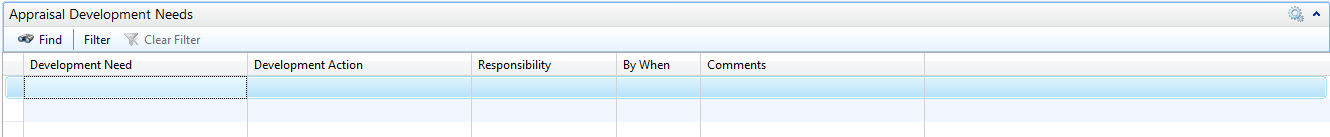 Appraisal Development Needs
Find Filter Clear Filter
Development Need Development Action Responsibility By When Comments